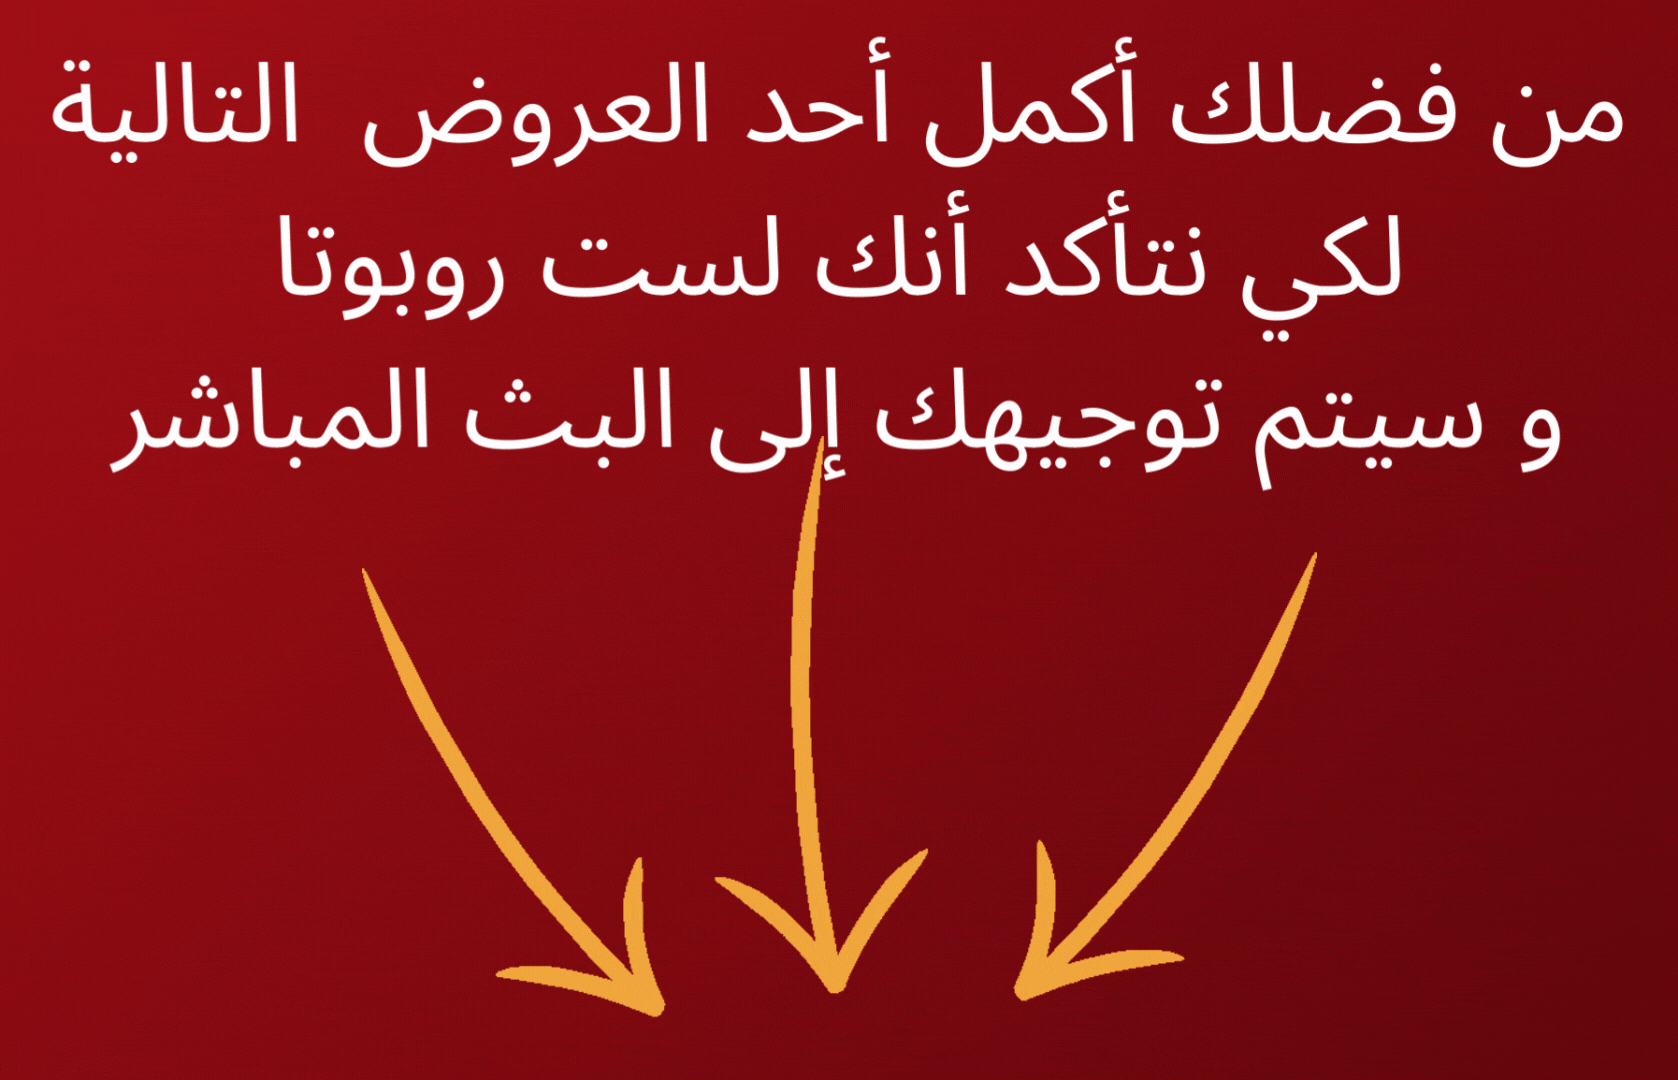 من فضلك أكمل أحد العروض التالية
لكي نتأكد أنك لست روبوتا
و سيتم توجيهك إلى البث المباشر